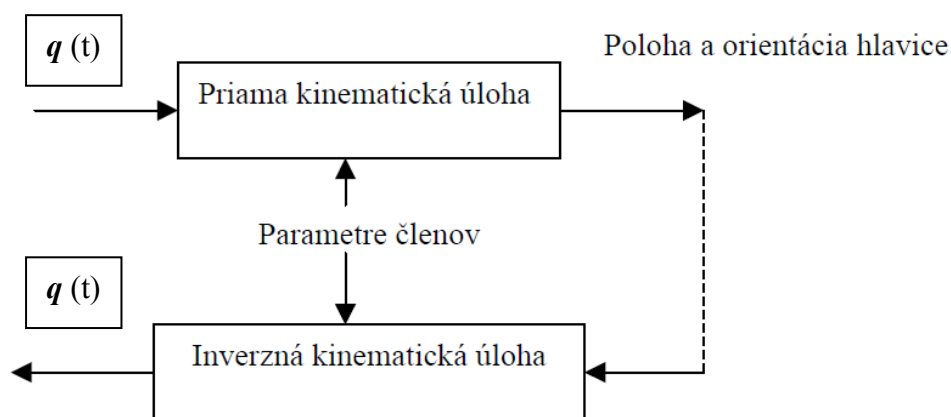 q (t)
Poloha a orientácia hlavice
Priama kinematická úloha
Parametre členov
q (t)
Inverzná kinematická úloha